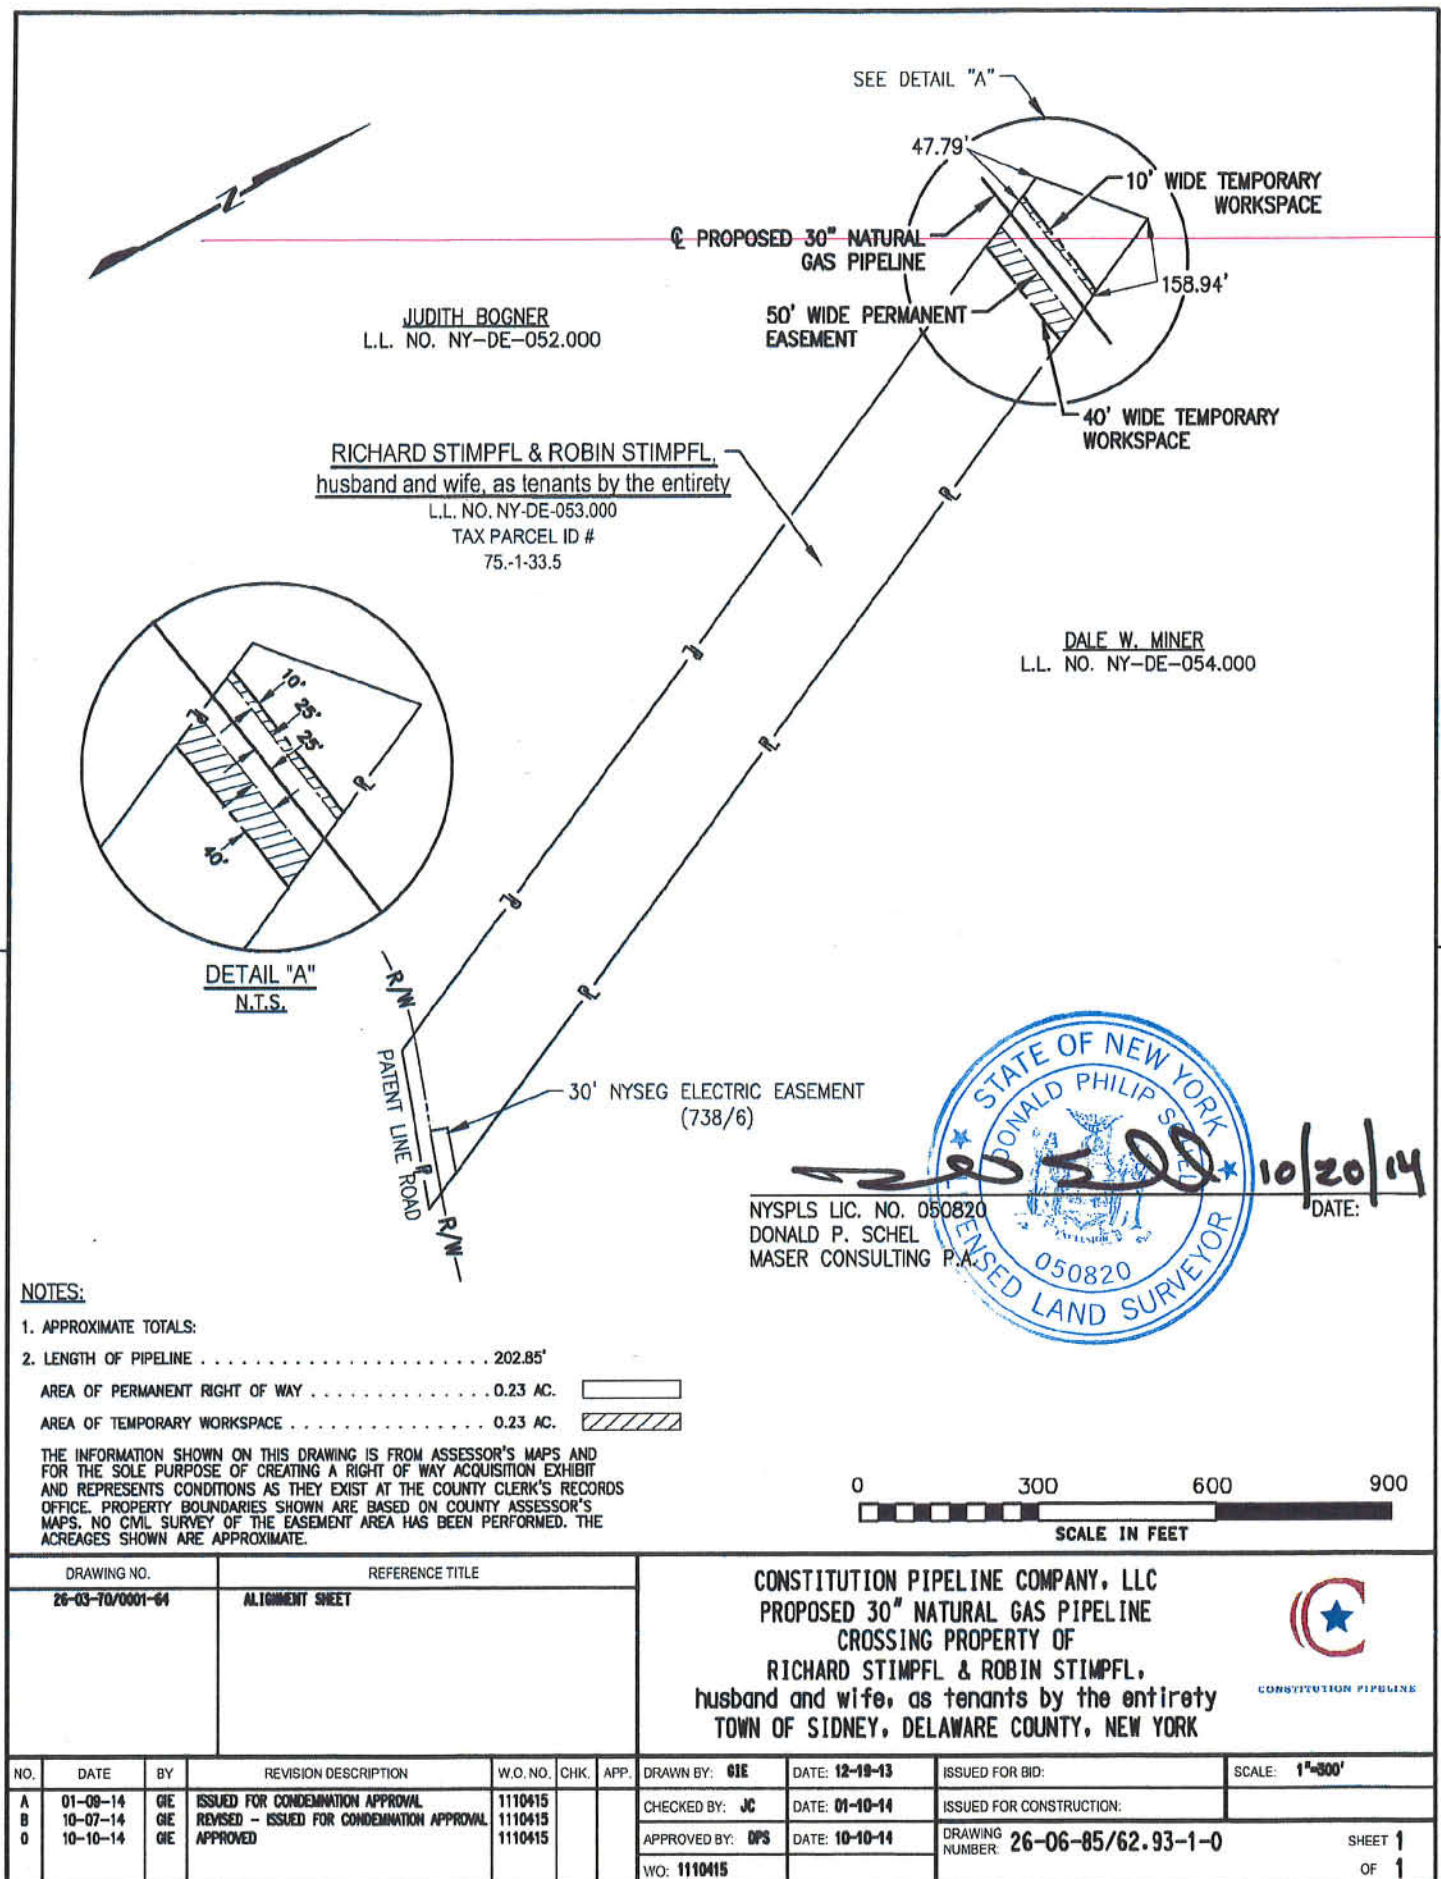 SEE DETAIL "A"
47.79'
10' WIDE TEMPORARY
WORKSPACE
N
℄ PROPOSED 30" NATURAL
GAS PIPELINE
158.94'
50' WIDE PERMANENT
EASEMENT
JUDITH BOGNER
L.L. NO. NY-DE-052.000
40' WIDE TEMPORARY
WORKSPACE
RICHARD STIMPFL & ROBIN STIMPFL,
husband and wife, as tenants by the entirety
L.L. NO. NY-DE-053.000
TAX PARCEL ID #
75.-1-33.5
DALE W. MINER
L.L. NO. NY-DE-054.000
10'
25'
25'
40'
DETAIL "A"
N.T.S.
R/W
PATENT LINE ROAD
R/W
30' NYSEG ELECTRIC EASEMENT
(738/6)
STATE OF NEW YORK
DONALD PHILIP SCHEL
050820
LICENSED LAND SURVEYOR
10/20/14
NYSPLS LIC. NO. 050820
DATE:
DONALD P. SCHEL
MASER CONSULTING P.A.
NOTES:
1. APPROXIMATE TOTALS:
2. LENGTH OF PIPELINE . . . . . . . . . . . . . . . . . . . . . . . 202.85'
AREA OF PERMANENT RIGHT OF WAY . . . . . . . . . . . . . . 0.23 AC.
AREA OF TEMPORARY WORKSPACE . . . . . . . . . . . . . . . 0.23 AC.
THE INFORMATION SHOWN ON THIS DRAWING IS FROM ASSESSOR'S MAPS AND
FOR THE SOLE PURPOSE OF CREATING A RIGHT OF WAY ACQUISITION EXHIBIT
AND REPRESENTS CONDITIONS AS THEY EXIST AT THE COUNTY CLERK'S RECORDS
OFFICE. PROPERTY BOUNDARIES SHOWN ARE BASED ON COUNTY ASSESSOR'S
MAPS. NO CIVIL SURVEY OF THE EASEMENT AREA HAS BEEN PERFORMED. THE
ACREAGES SHOWN ARE APPROXIMATE.
0 300 600 900
SCALE IN FEET
DRAWING NO. REFERENCE TITLE
26-03-70/0001-64 ALIGNMENT SHEET
CONSTITUTION PIPELINE COMPANY, LLC
PROPOSED 30" NATURAL GAS PIPELINE
CROSSING PROPERTY OF
RICHARD STIMPFL & ROBIN STIMPFL,
husband and wife, as tenants by the entirety
TOWN OF SIDNEY, DELAWARE COUNTY, NEW YORK
CONSTITUTION PIPELINE
NO. DATE BY REVISION DESCRIPTION W.O. NO. CHK. APP.
A 01-09-14 GIE ISSUED FOR CONDEMNATION APPROVAL 1110415
B 10-07-14 GIE REVISED - ISSUED FOR CONDEMNATION APPROVAL 1110415
0 10-10-14 GIE APPROVED 1110415
DRAWN BY: GIE DATE: 12-19-13 ISSUED FOR BID: SCALE: 1"=300'
CHECKED BY: JC DATE: 01-10-14 ISSUED FOR CONSTRUCTION:
APPROVED BY: DPS DATE: 10-10-14 DRAWING NUMBER: 26-06-85/62.93-1-0 SHEET 1
WO: 1110415 OF 1